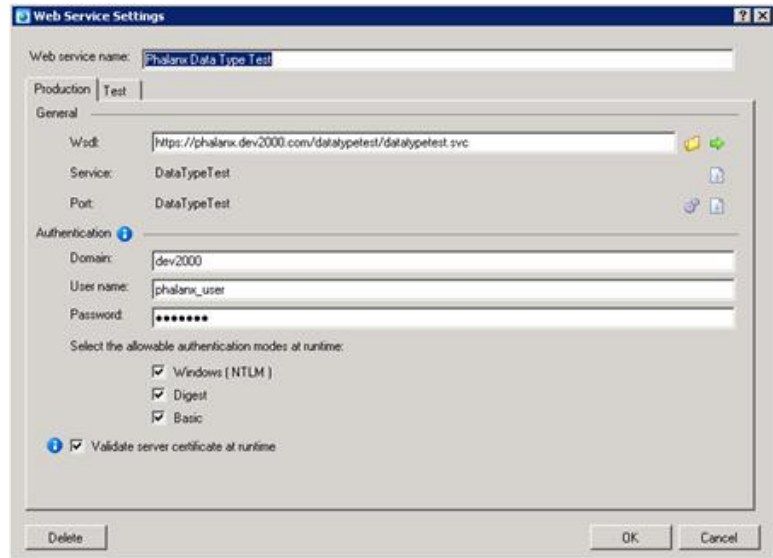 Web Service Settings
Web service name: Phalanx Data Type Test
Production Test
General
Wsdl: https://phalanx.dev2000.com/datatypetest/datatypetest.svc
Service: DataTypeTest
Port: DataTypeTest
Authentication
Domain: dev2000
User name: phalanx_user
Password: •••••••
Select the allowable authentication modes at runtime:
Windows ( NTLM )
Digest
Basic
Validate server certificate at runtime
Delete OK Cancel